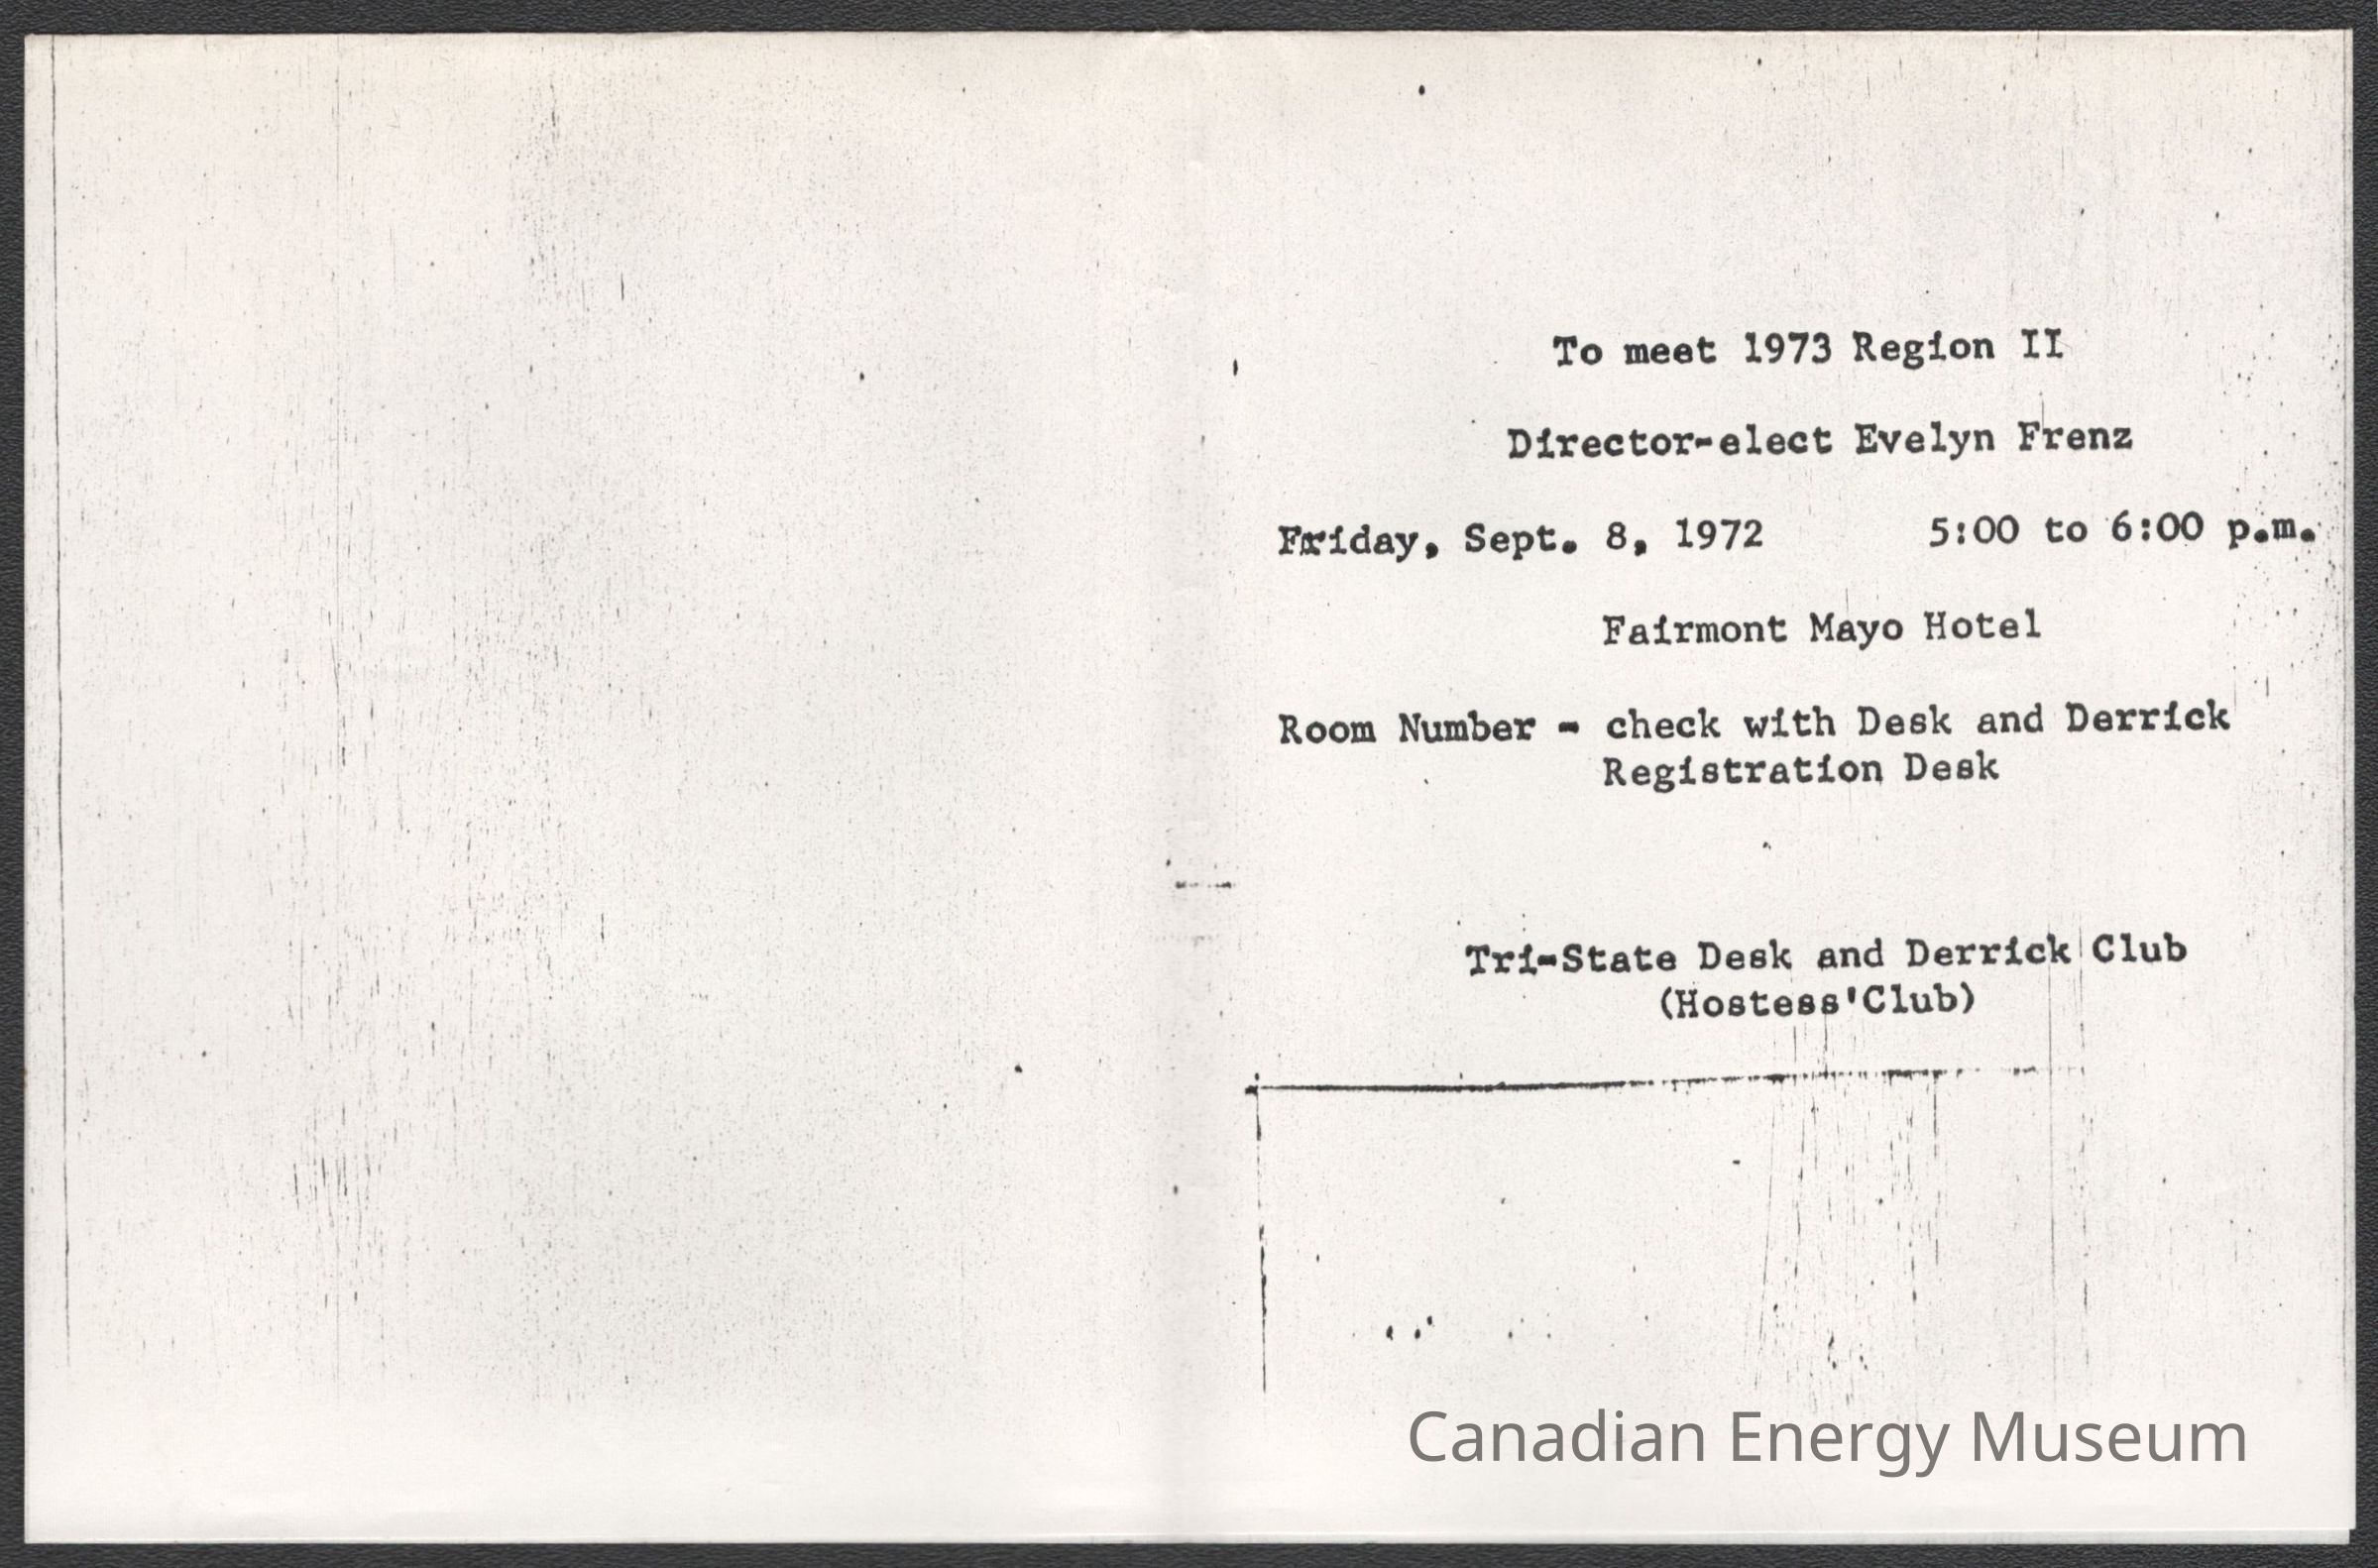 To meet 1973 Region II
Director-elect Evelyn Frenz
Friday, Sept. 8, 1972 5:00 to 6:00 p.m.
Fairmont Mayo Hotel
Room Number - check with Desk and Derrick
Registration Desk
Tri-State Desk and Derrick Club
(Hostess'Club)
Canadian Energy Museum